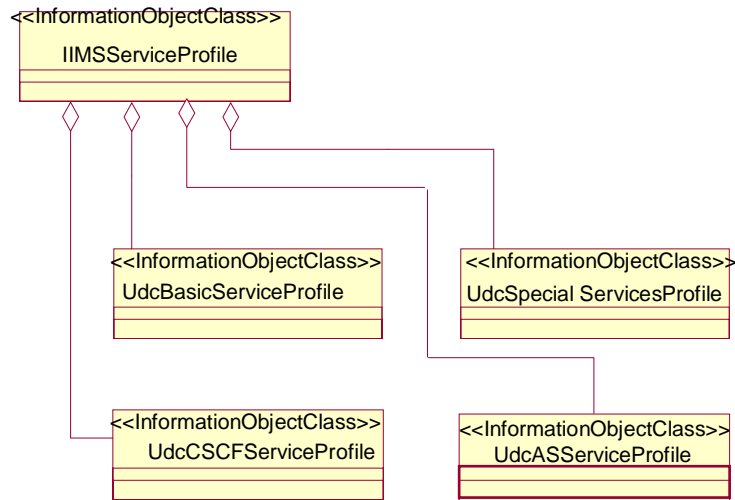 <<InformationObjectClass>>
IIMSServiceProfile
<<InformationObjectClass>>
UdcBasicServiceProfile
<<InformationObjectClass>>
UdcSpecial ServicesProfile
<<InformationObjectClass>>
UdcCSCFServiceProfile
<<InformationObjectClass>>
UdcASServiceProfile